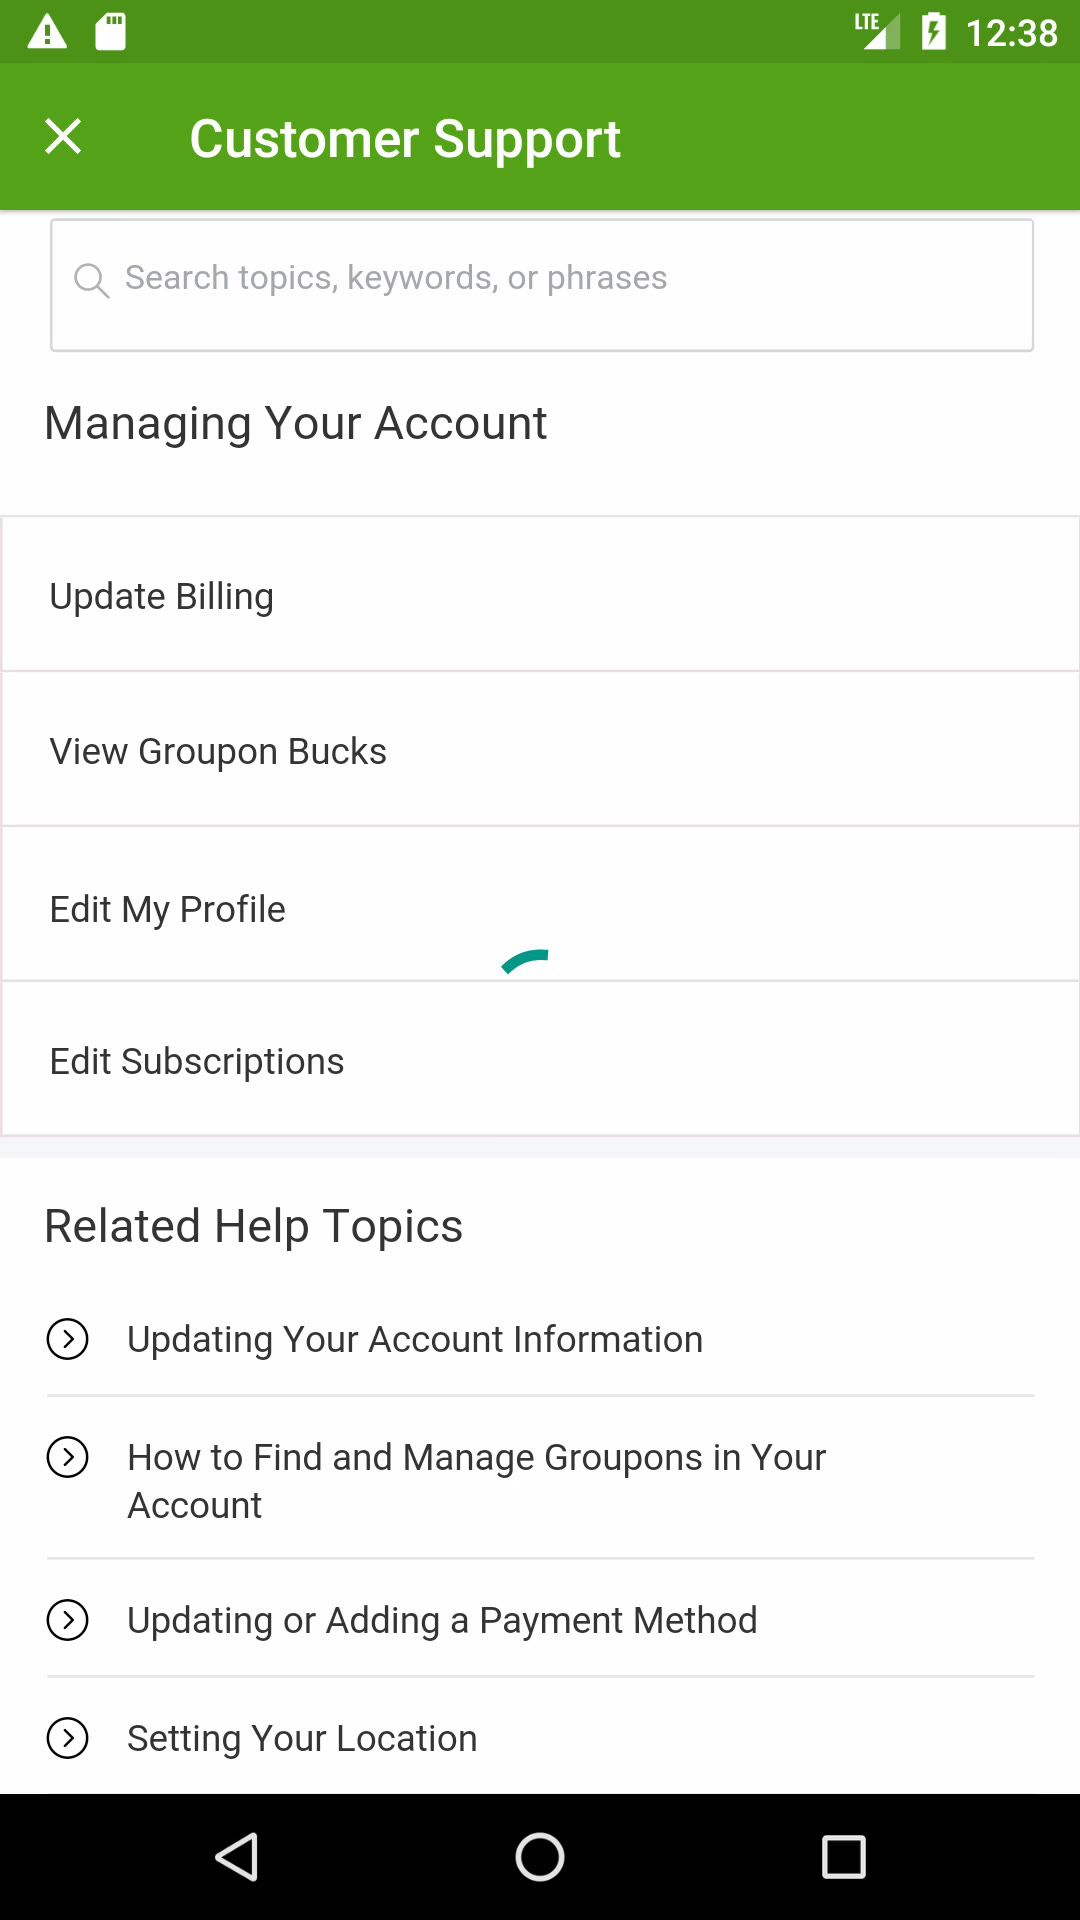 LTE 12:38
Customer Support
Search topics, keywords, or phrases
Managing Your Account
Update Billing
View Groupon Bucks
Edit My Profile
Edit Subscriptions
Related Help Topics
Updating Your Account Information
How to Find and Manage Groupons in Your
Account
Updating or Adding a Payment Method
Setting Your Location